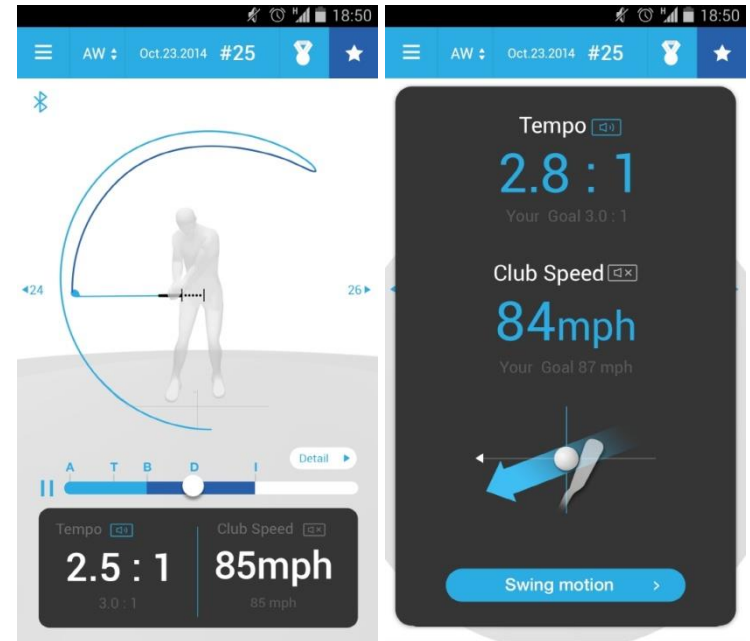 18:50
AW Oct.23.2014 #25
24
26
Detail
A T B D I
Tempo Club Speed
2.5 : 1 85mph
3.0 : 1 85 mph
H 18:50
AW Oct.23.2014 #25
Tempo
2.8 : 1
Your Goal 3.0 : 1
Club Speed
84mph
Your Goal 87 mph
Swing motion